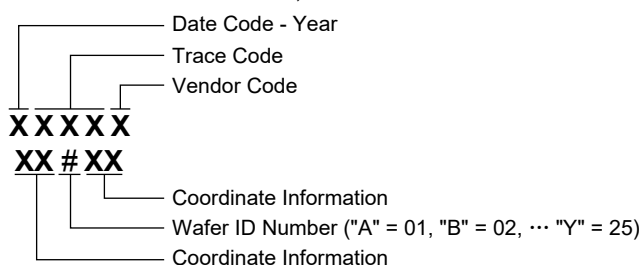 Date Code - Year
Trace Code
Vendor Code
X X X X X
XX # XX
Coordinate Information
Wafer ID Number ("A" = 01, "B" = 02, ··· "Y" = 25)
Coordinate Information